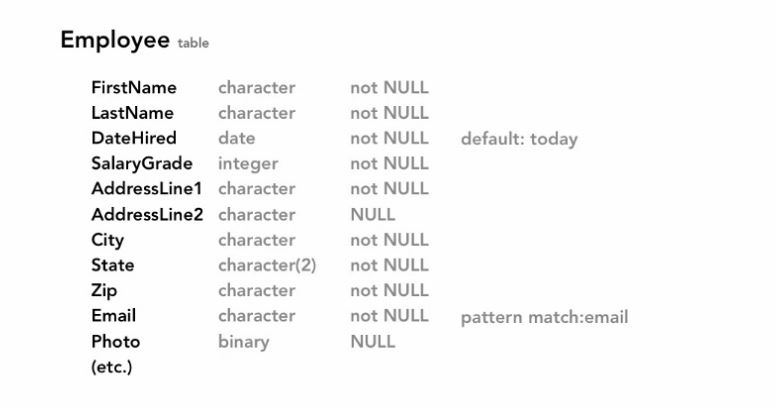 Employee table
FirstName character not NULL
LastName character not NULL
DateHired date not NULL default: today
SalaryGrade integer not NULL
AddressLine1 character not NULL
AddressLine2 character NULL
City character not NULL
State character(2) not NULL
Zip character not NULL
Email character not NULL pattern match:email
Photo binary NULL
(etc.)